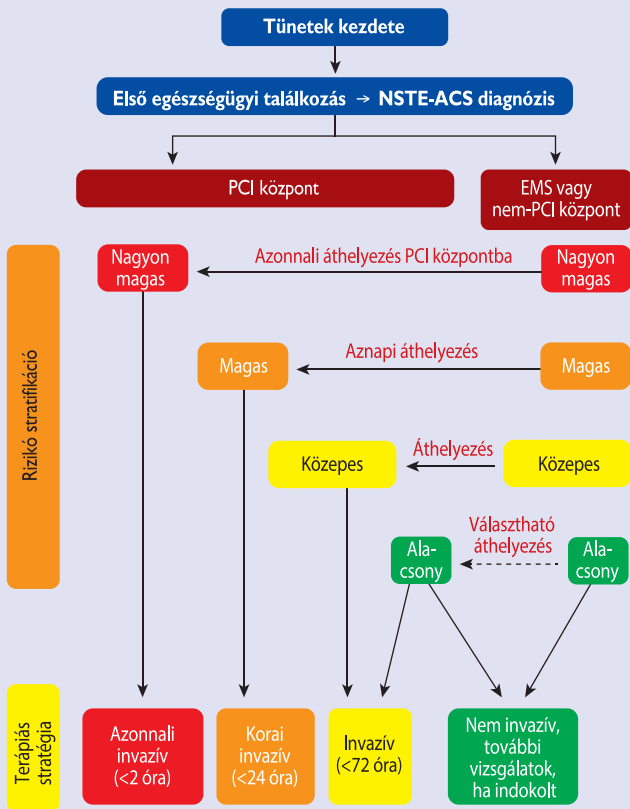 Tünetek kezdete
Első egészségügyi találkozás → NSTE-ACS diagnózis
PCI központ
EMS vagy
nem-PCI központ
Rizikó stratifikáció
Nagyon
magas
Azonnali áthelyezés PCI központba
Nagyon
magas
Magas
Aznapi áthelyezés
Magas
Közepes
Áthelyezés
Közepes
Ala-
csony
Választható
áthelyezés
Ala-
csony
Terápiás
stratégia
Azonnali
invazív
(<2 óra)
Korai
invazív
(<24 óra)
Invazív
(<72 óra)
Nem invazív,
további
vizsgálatok,
ha indokolt